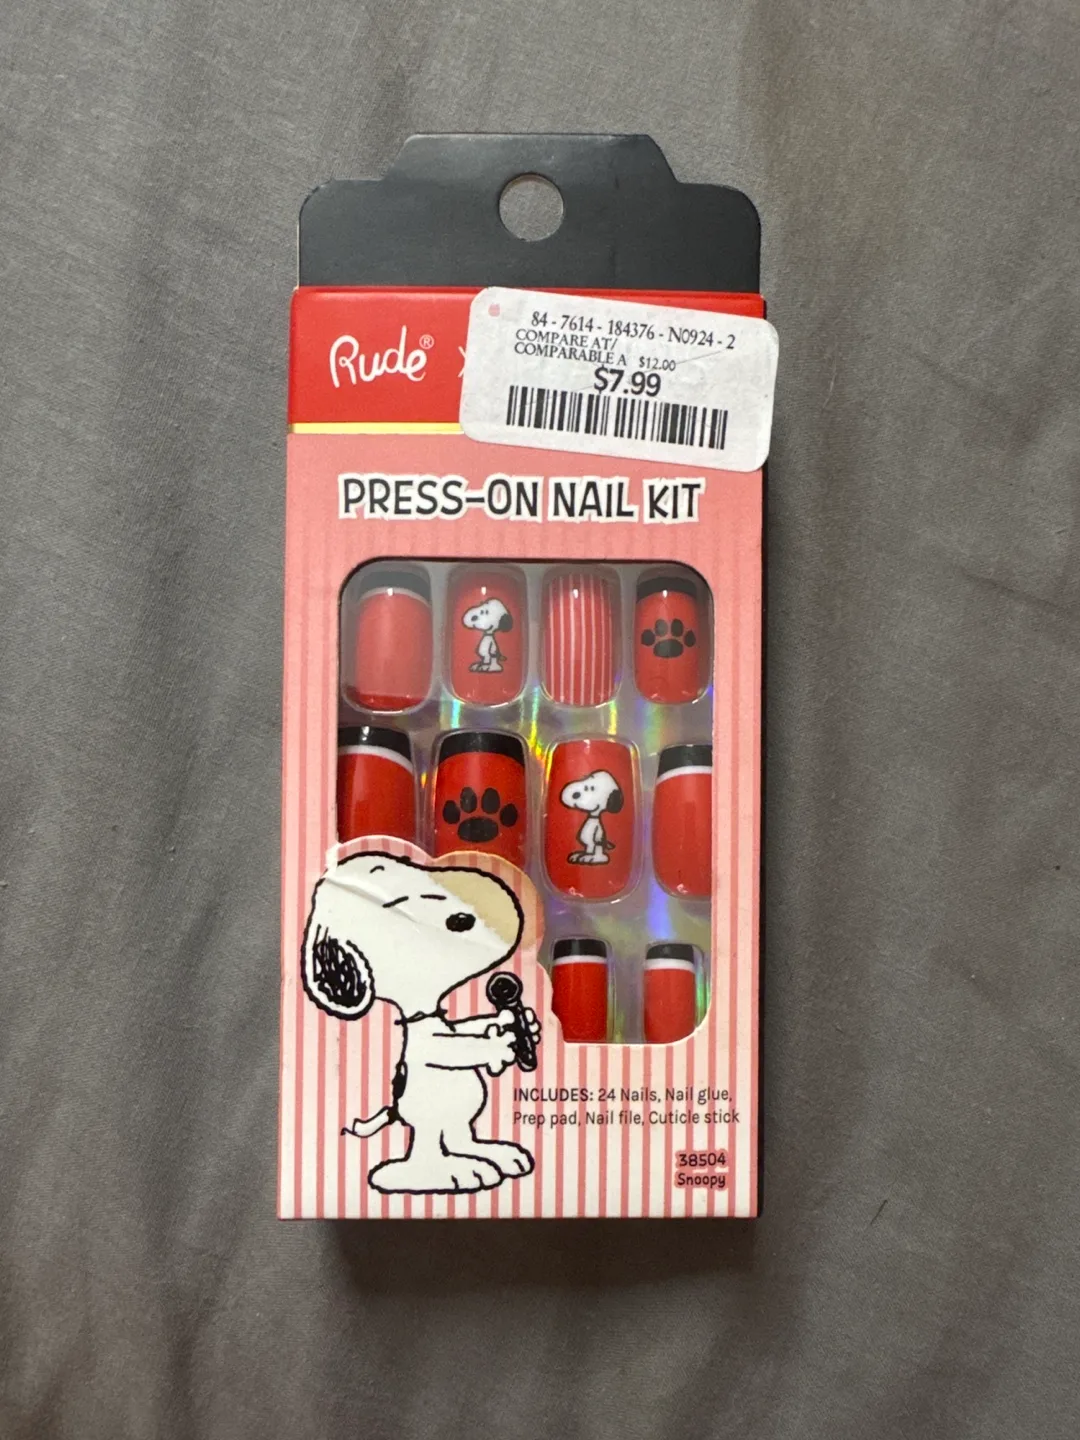 84 - 7614 - 184376 - N0924 - 2
COMPARE AT/
COMPARABLE A $12.00
$7.99
Rude®
PRESS-ON NAIL KIT
INCLUDES: 24 Nails, Nail glue,
Prep pad, Nail file, Cuticle stick
38504
Snoopy